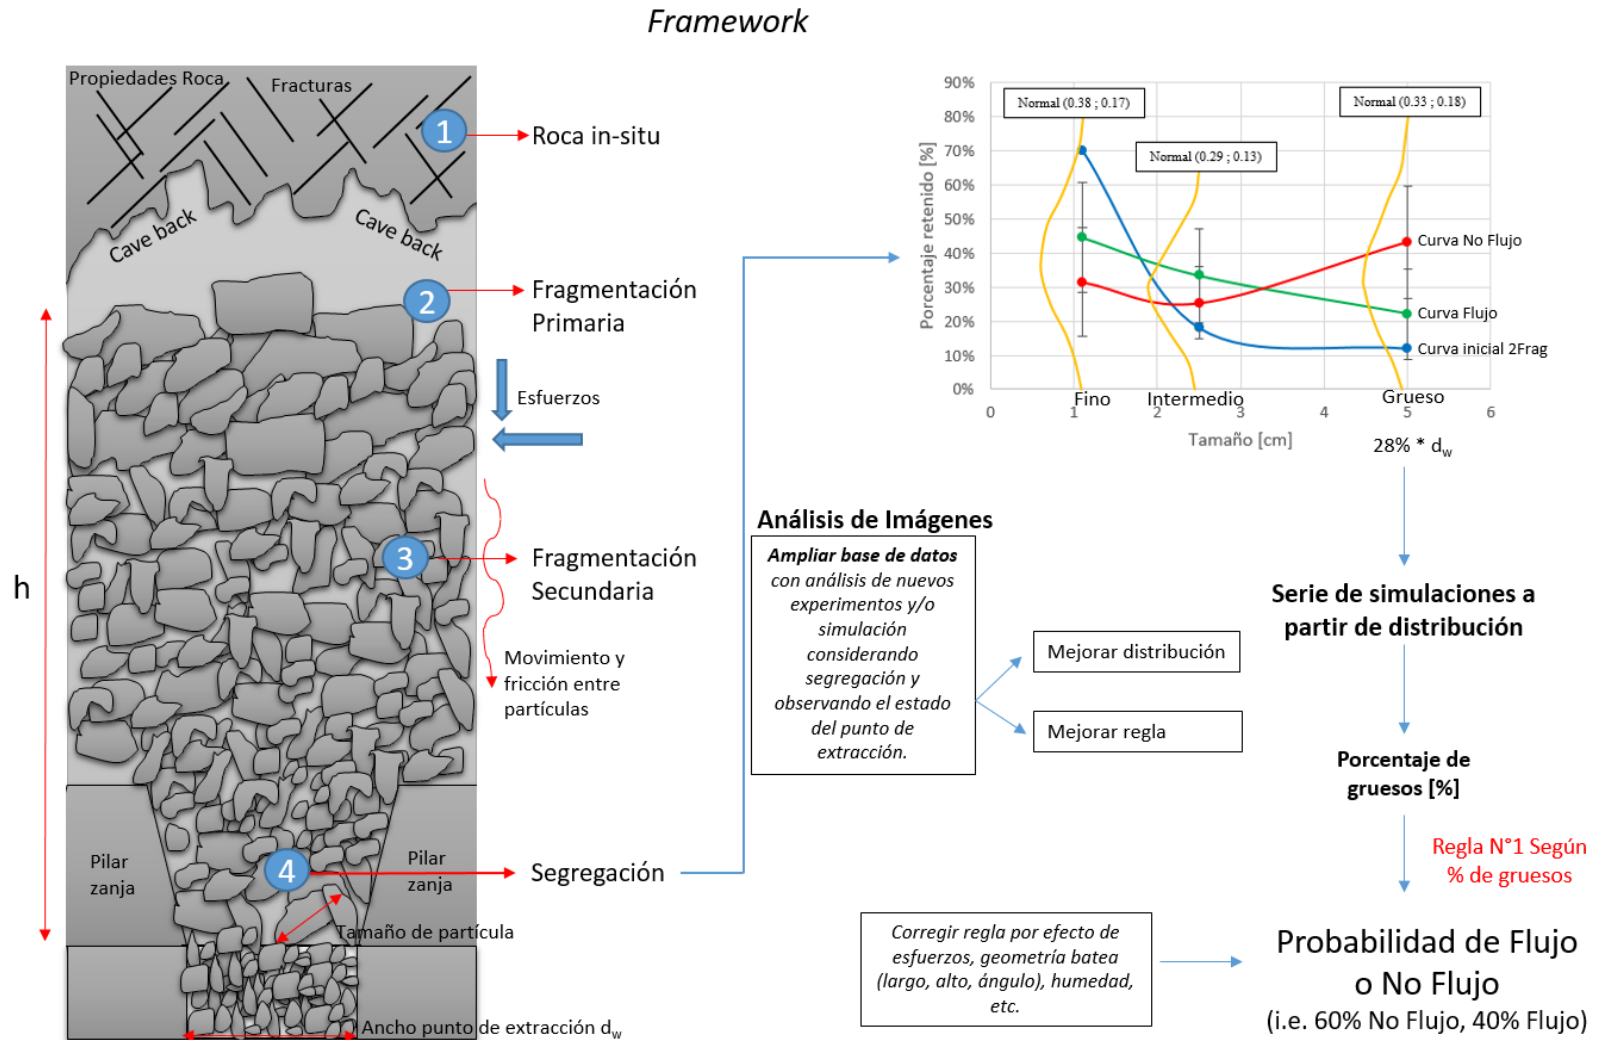 Framework
Propiedades Roca
Fracturas
1
Roca in-situ
Cave back
Cave back
2
Fragmentación
Primaria
Esfuerzos
h
3
Fragmentación
Secundaria
Movimiento y
fricción entre
partículas
Pilar
zanja
4
Pilar
zanja
Segregación
Tamaño de partícula
Ancho punto de extracción dw
Porcentaje retenido [%]
90%
80%
70%
60%
50%
40%
30%
20%
10%
0%
Normal (0.38 ; 0.17)
Normal (0.29 ; 0.13)
Normal (0.33 ; 0.18)
Curva No Flujo
Curva Flujo
Curva inicial 2Frag
Fino
Intermedio
Grueso
0 1 2 3 4 5 6
Tamaño [cm]
28% * dw
Análisis de Imágenes
Ampliar base de datos
con análisis de nuevos
experimentos y/o
simulación
considerando
segregación y
observando el estado
del punto de
extracción.
Mejorar distribución
Mejorar regla
Serie de simulaciones a
partir de distribución
Porcentaje de
gruesos [%]
Regla N°1 Según
% de gruesos
Corregir regla por efecto de
esfuerzos, geometría batea
(largo, alto, ángulo), humedad,
etc.
Probabilidad de Flujo
o No Flujo
(i.e. 60% No Flujo, 40% Flujo)